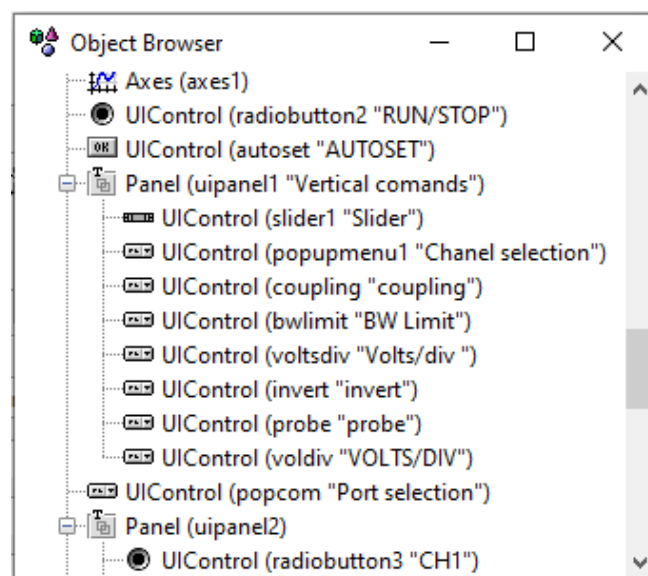 Object Browser
Axes (axes1)
UIControl (radiobutton2 "RUN/STOP")
OK UIControl (autoset "AUTOSET")
T Panel (uipanel1 "Vertical comands")
UIControl (slider1 "Slider")
UIControl (popupmenu1 "Chanel selection")
UIControl (coupling "coupling")
UIControl (bwlimit "BW Limit")
UIControl (voltsdiv "Volts/div ")
UIControl (invert "invert")
UIControl (probe "probe")
UIControl (voldiv "VOLTS/DIV")
UIControl (popcom "Port selection")
T Panel (uipanel2)
UIControl (radiobutton3 "CH1")